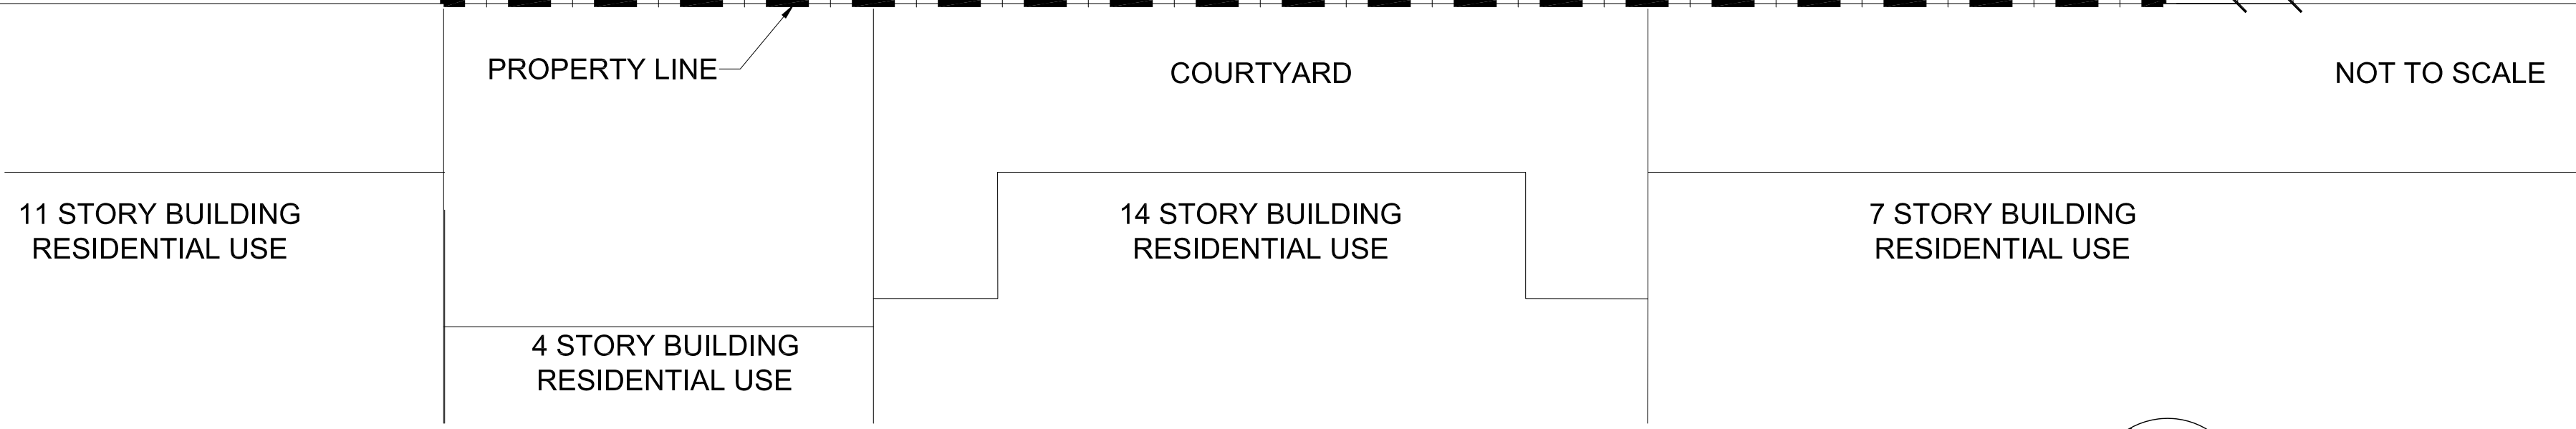 PROPERTY LINE
COURTYARD
NOT TO SCALE
11 STORY BUILDING
RESIDENTIAL USE
14 STORY BUILDING
RESIDENTIAL USE
7 STORY BUILDING
RESIDENTIAL USE
4 STORY BUILDING
RESIDENTIAL USE